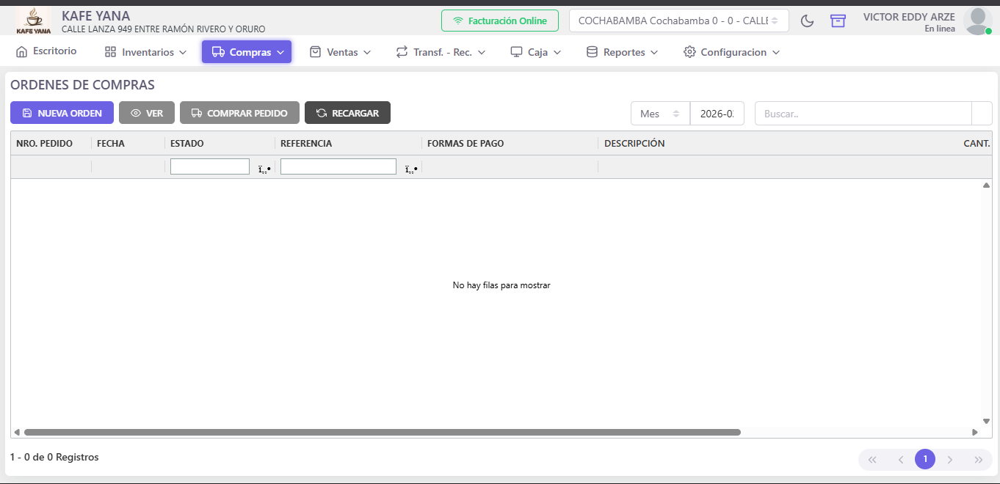 KAFE YANA
KAFE YANA
CALLE LANZA 949 ENTRE RAMÓN RIVERO Y ORURO
Facturación Online
COCHABAMBA Cochabamba 0 - 0 - CALLE
VICTOR EDDY ARZE
En linea
Escritorio
Inventarios
Compras
Ventas
Transf. - Rec.
Caja
Reportes
Configuracion
ORDENES DE COMPRAS
NUEVA ORDEN
VER
COMPRAR PEDIDO
RECARGAR
Mes
2026-0
Buscar..
NRO. PEDIDO FECHA ESTADO REFERENCIA FORMAS DE PAGO DESCRIPCIÓN CANT.
ï„• ï„•
No hay filas para mostrar
1 - 0 de 0 Registros
1